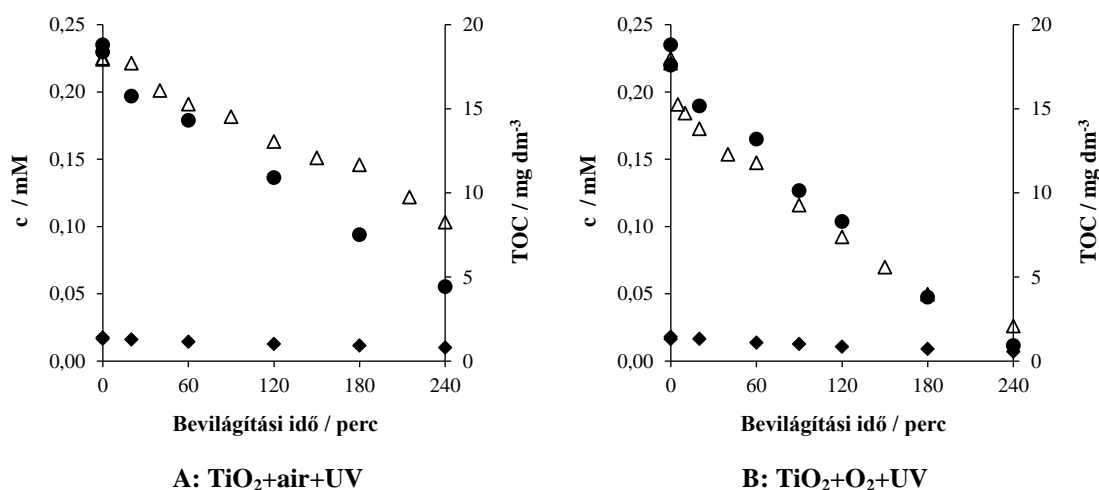 0,25
0,20
0,15
0,10
0,05
0,00
c / mM
20
15
10
5
0
TOC / mg dm⁻³
0 60 120 180 240
Bevilágítási idő / perc
A: TiO₂+air+UV
0,25
0,20
0,15
0,10
0,05
0,00
c / mM
20
15
10
5
0
TOC / mg dm⁻³
0 60 120 180 240
Bevilágítási idő / perc
B: TiO₂+O₂+UV